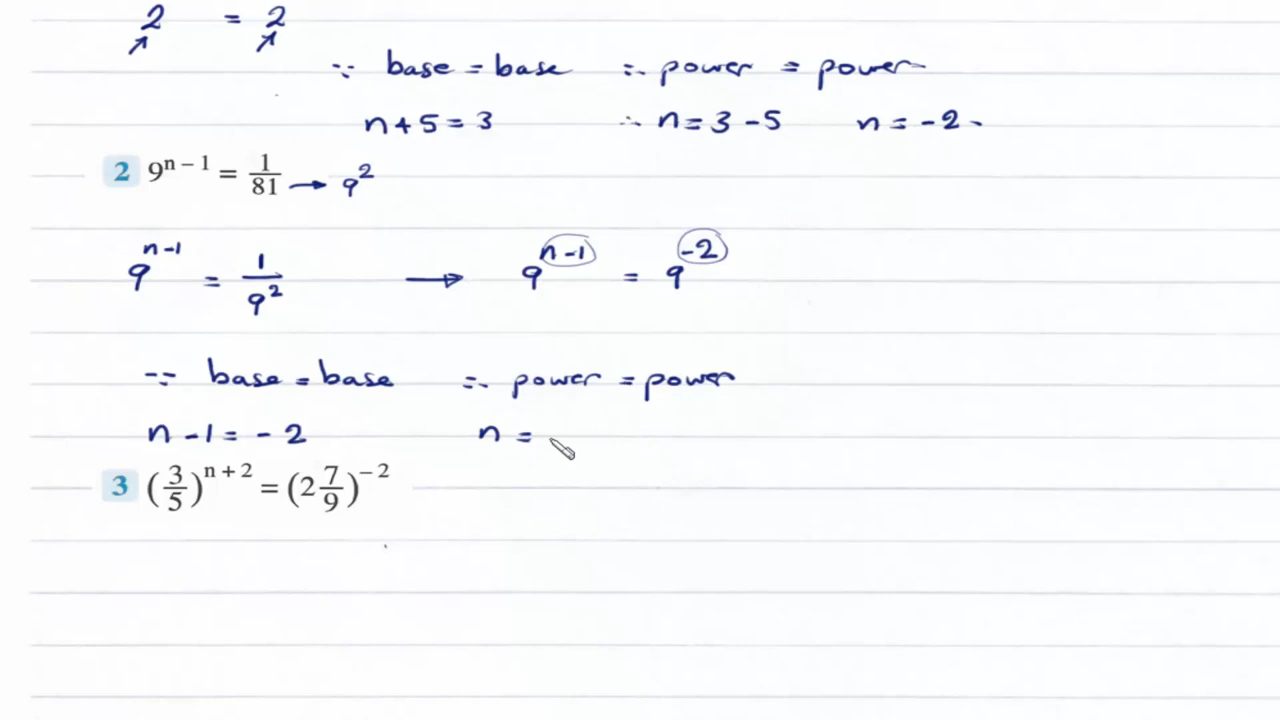 2 = 2
∵ base = base ∴ power = power
n + 5 = 3 ∴ n = 3 - 5 n = -2 .
2 9^{n - 1} = 1/81 → 9^2
9^{n-1} = 1/9^2 → 9^{n-1} = 9^{-2}
∵ base = base ∴ power = power
n - 1 = - 2 n =
3 (3/5)^{n + 2} = (2 7/9)^{- 2}